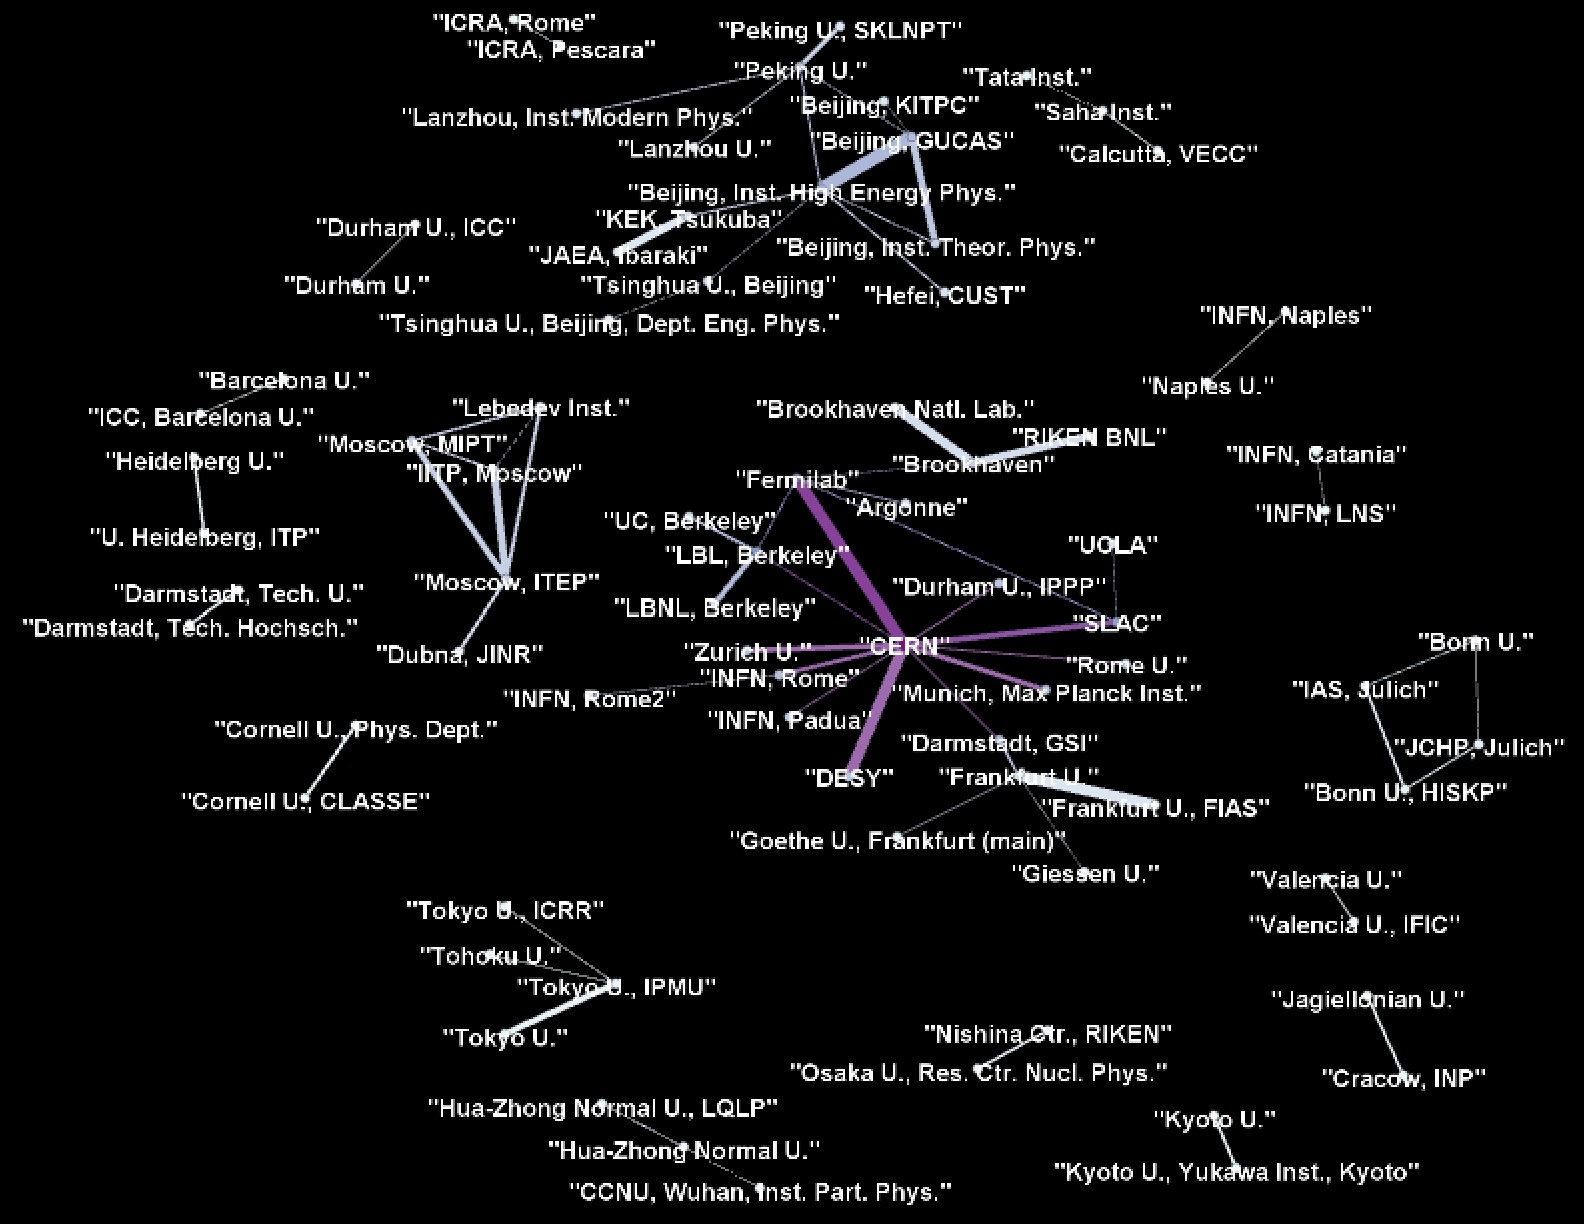 "ICRA, Rome"
"ICRA, Pescara"
"Peking U., SKLNPT"
"Peking U."
"Tata Inst."
"Beijing, KITPC"
"Saha Inst."
"Lanzhou, Inst. Modern Phys."
"Beijing, GUCAS"
"Lanzhou U."
"Calcutta, VECC"
"Beijing, Inst. High Energy Phys."
"KEK, Tsukuba"
"Durham U., ICC"
"JAEA, Ibaraki"
"Beijing, Inst. Theor. Phys."
"Durham U."
"Tsinghua U., Beijing"
"Hefei, CUST"
"Tsinghua U., Beijing, Dept. Eng. Phys."
"INFN, Naples"
"Barcelona U."
"Naples U."
"ICC, Barcelona U."
"Lebedev Inst."
"Brookhaven Natl. Lab."
"Moscow, MIPT"
"RIKEN BNL"
"Heidelberg U."
"IITP, Moscow"
"Brookhaven"
"INFN, Catania"
"Fermilab"
"Argonne"
"UC, Berkeley"
"INFN, LNS"
"U. Heidelberg, ITP"
"LBL, Berkeley"
"UCLA"
"Moscow, ITEP"
"Durham U., IPPP"
"Darmstadt, Tech. U."
"LBNL, Berkeley"
"Darmstadt, Tech. Hochsch."
"SLAC"
"Dubna, JINR"
"Zurich U."
"CERN"
"Bonn U."
"Rome U."
"INFN, Rome"
"INFN, Rome2"
"Munich, Max Planck Inst."
"IAS, Julich"
"Cornell U., Phys. Dept."
"INFN, Padua"
"Darmstadt, GSI"
"JCHP, Julich"
"DESY"
"Frankfurt U."
"Cornell U., CLASSE"
"Frankfurt U., FIAS"
"Bonn U., HISKP"
"Goethe U., Frankfurt (main)"
"Giessen U."
"Valencia U."
"Tokyo U., ICRR"
"Valencia U., IFIC"
"Tohoku U."
"Tokyo U., IPMU"
"Jagiellonian U."
"Tokyo U."
"Nishina Ctr., RIKEN"
"Osaka U., Res. Ctr. Nucl. Phys."
"Cracow, INP"
"Hua-Zhong Normal U., LQLP"
"Kyoto U."
"Hua-Zhong Normal U."
"Kyoto U., Yukawa Inst., Kyoto"
"CCNU, Wuhan, Inst. Part. Phys."